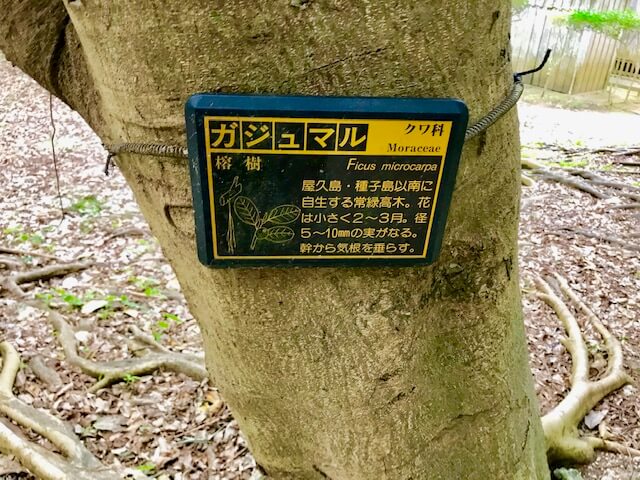 ガジュマル クワ科
Moraceae
榕樹 Ficus microcarpa
屋久島・種子島以南に
自生する常緑高木。花
は小さく2〜3月。径
5〜10㎜の実がなる。
幹から気根を垂らす。